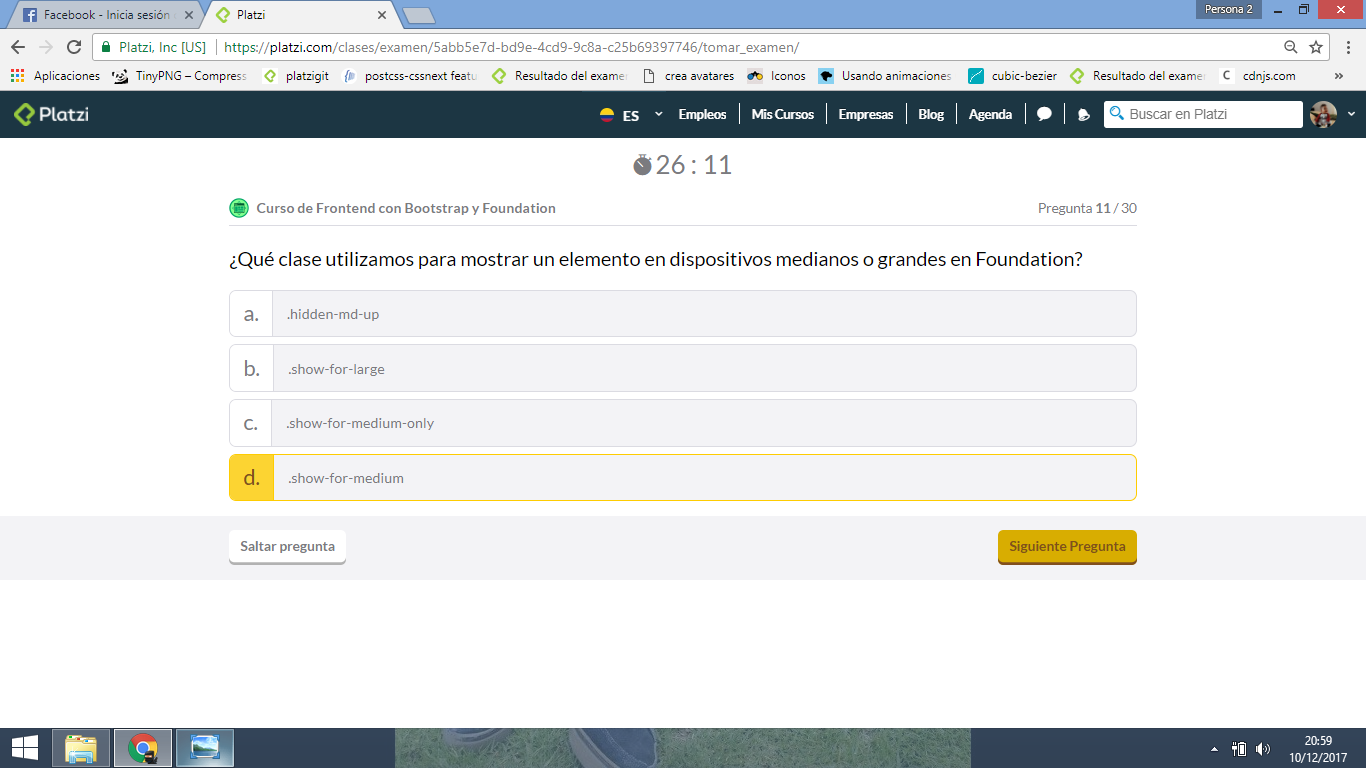 Facebook - Inicia sesión
Platzi
Persona 2
Platzi, Inc [US]
https://platzi.com/clases/examen/5abb5e7d-bd9e-4cd9-9c8a-c25b69397746/tomar_examen/
Aplicaciones
TinyPNG – Compress
platzigit
postcss-cssnext featu
Resultado del exame
crea avatares
Iconos
Usando animaciones
cubic-bezier
Resultado del exame
cdnjs.com
»
Platzi
ES
Empleos
Mis Cursos
Empresas
Blog
Agenda
Buscar en Platzi
26 : 11
Curso de Frontend con Bootstrap y Foundation
Pregunta 11 / 30
¿Qué clase utilizamos para mostrar un elemento en dispositivos medianos o grandes en Foundation?
a. .hidden-md-up
b. .show-for-large
c. .show-for-medium-only
d. .show-for-medium
Saltar pregunta
Siguiente Pregunta
20:59
10/12/2017